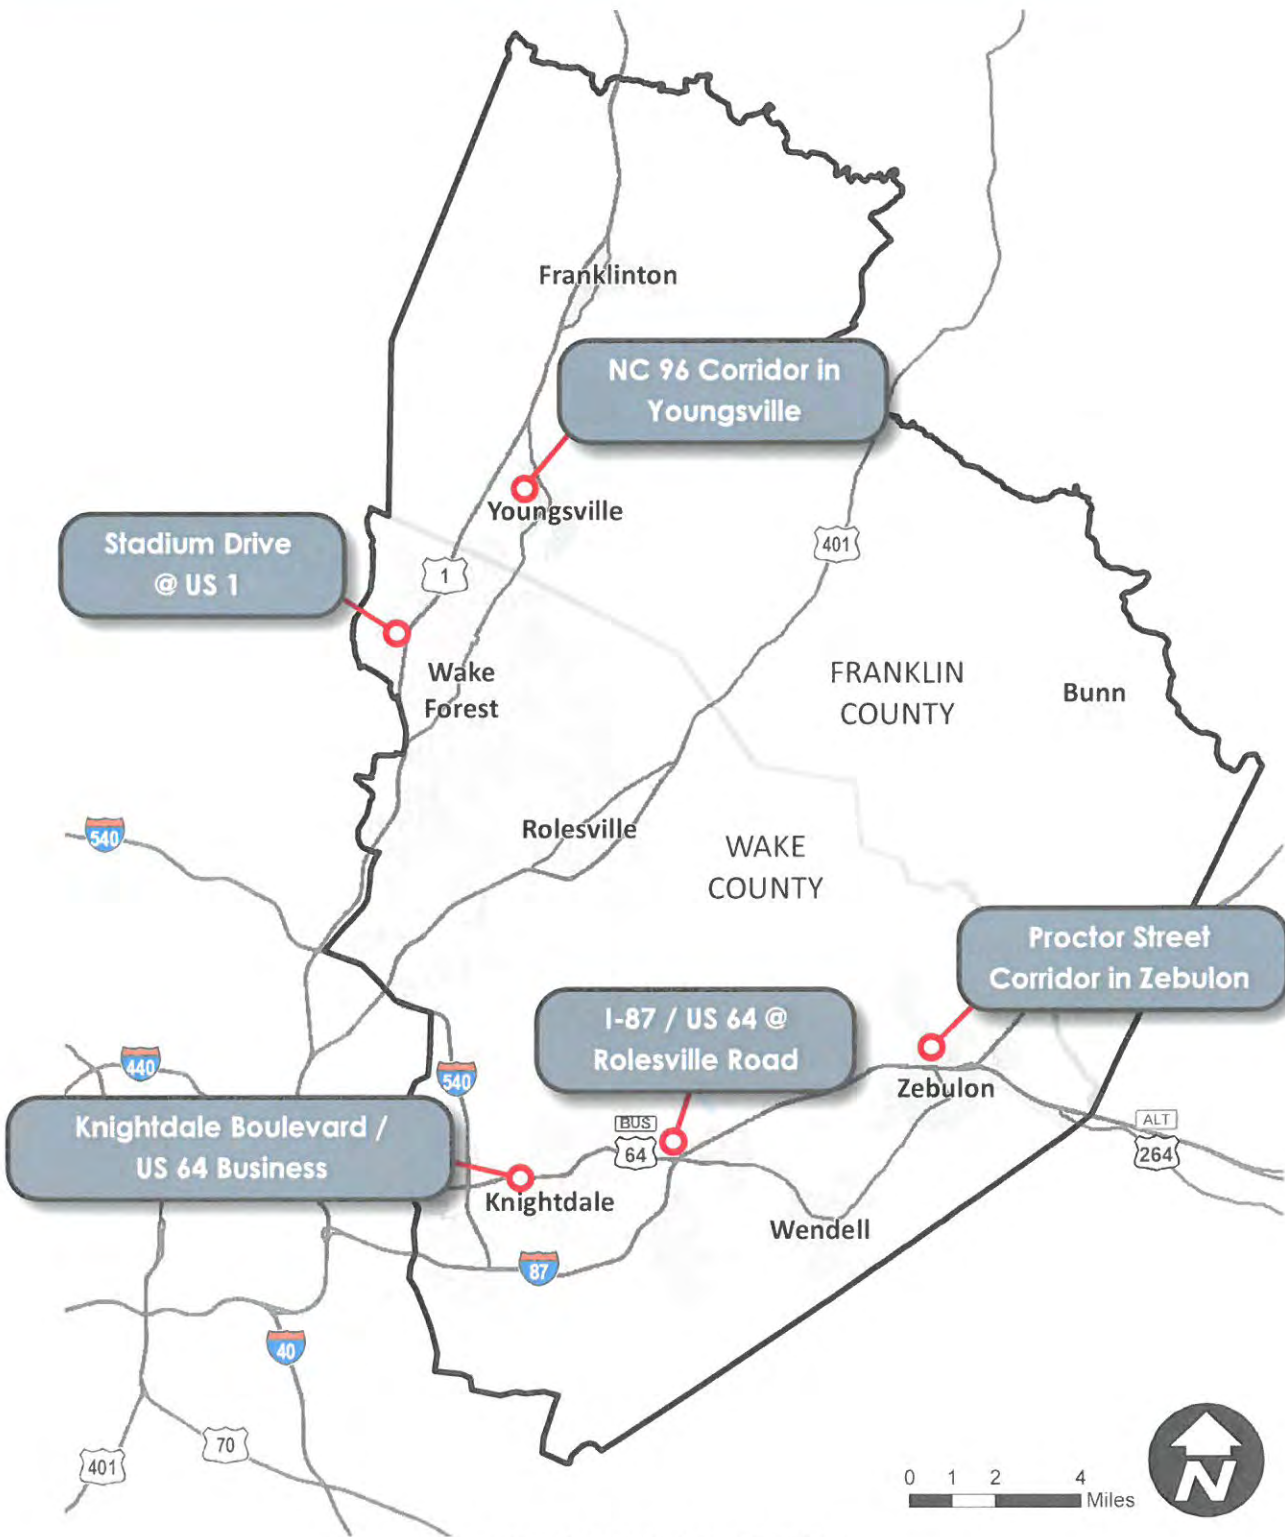 Franklinton
NC 96 Corridor in
Youngsville
Youngsville
Stadium Drive
@ US 1
1
401
Wake
Forest
FRANKLIN
COUNTY
Bunn
540
Rolesville
WAKE
COUNTY
Proctor Street
Corridor in Zebulon
I-87 / US 64 @
Rolesville Road
440
540
Zebulon
Knightdale Boulevard /
US 64 Business
BUS
64
ALT
264
Knightdale
Wendell
87
40
70
401
0 1 2 4
Miles
N